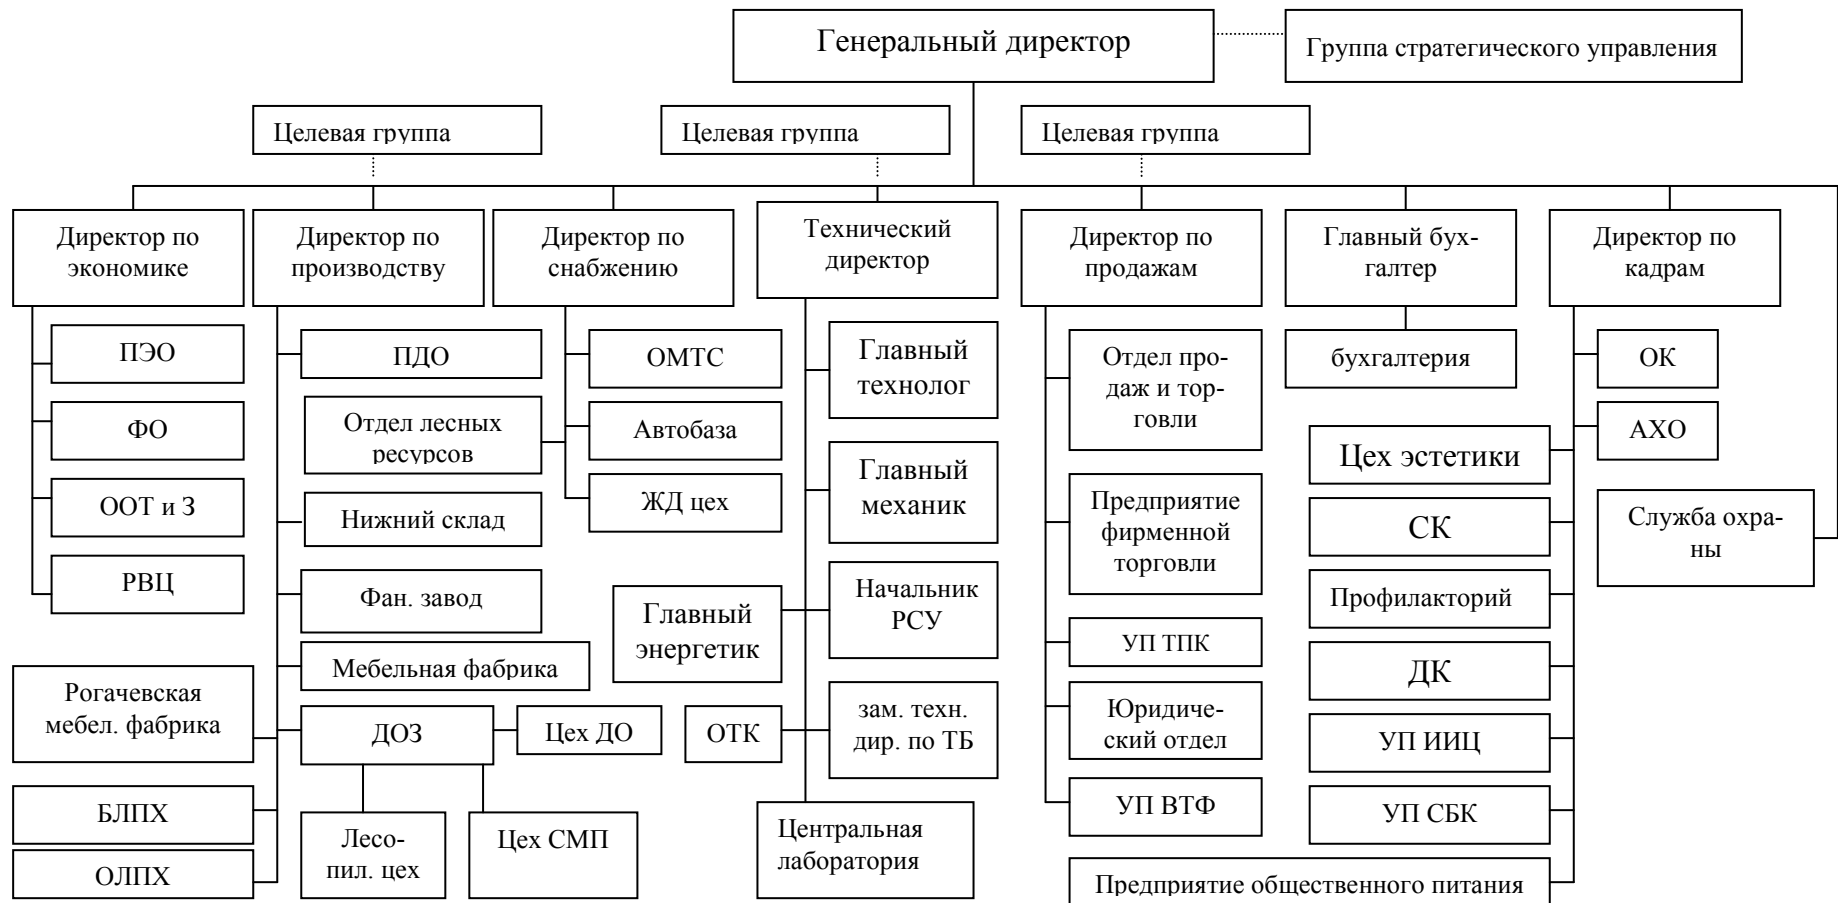 Генеральный директор
Группа стратегического управления
Целевая группа
Целевая группа
Целевая группа
Директор по
экономике
Директор по
производству
Директор по
снабжению
Технический
директор
Директор по
продажам
Главный бух-
галтер
Директор по
кадрам
ПЭО
ФО
ООТ и З
РВЦ
ПДО
Отдел лесных
ресурсов
Нижний склад
Фан. завод
Мебельная фабрика
Рогачевская
мебел. фабрика
ДОЗ
Цех ДО
БЛПХ
ОЛПХ
Лесо-
пил. цех
Цех СМП
ОМТС
Автобаза
ЖД цех
Главный
технолог
Главный
механик
Главный
энергетик
Начальник
РСУ
ОТК
зам. техн.
дир. по ТБ
Центральная
лаборатория
Отдел про-
даж и тор-
говли
Предприятие
фирменной
торговли
УП ТПК
Юридиче-
ский отдел
УП ВТФ
бухгалтерия
ОК
АХО
Цех эстетики
СК
Служба охра-
ны
Профилакторий
ДК
УП ИИЦ
УП СБК
Предприятие общественного питания